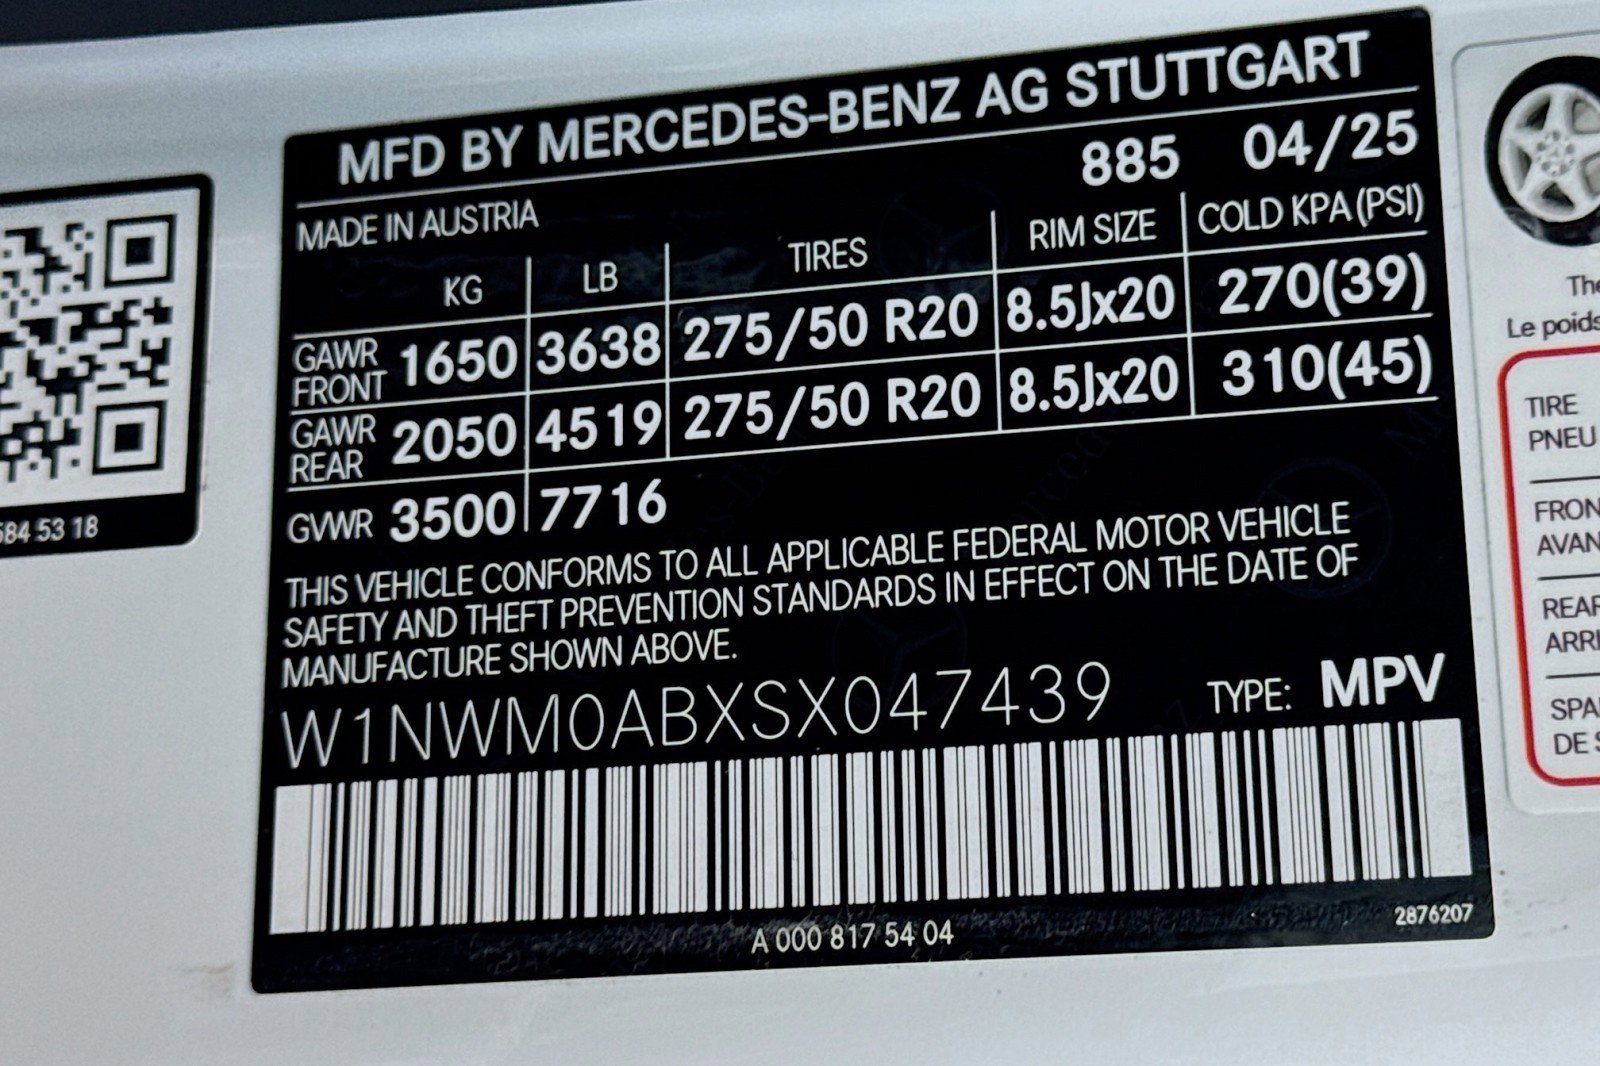 MFD BY MERCEDES-BENZ AG STUTTGART
885 04/25
MADE IN AUSTRIA
KG LB TIRES RIM SIZE COLD KPA (PSI)
GAWR FRONT 1650 3638 275/50 R20 8.5Jx20 270(39)
GAWR REAR 2050 4519 275/50 R20 8.5Jx20 310(45)
GVWR 3500 7716
THIS VEHICLE CONFORMS TO ALL APPLICABLE FEDERAL MOTOR VEHICLE
SAFETY AND THEFT PREVENTION STANDARDS IN EFFECT ON THE DATE OF
MANUFACTURE SHOWN ABOVE.
W1NWM0ABXSX047439 TYPE: MPV
A 000 817 54 04
2876207
584 53 18
The
Le poids
TIRE
PNEU
FRON
AVAN
REAR
ARRI
SPA
DE S